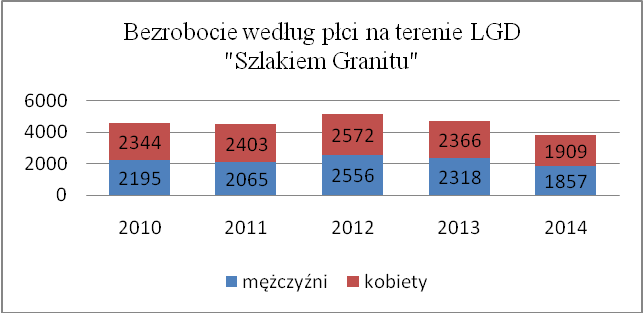 Bezrobocie według płci na terenie LGD
"Szlakiem Granitu"
6000
4000
2000
0
2344 2403 2572 2366 1909
2195 2065 2556 2318 1857
2010 2011 2012 2013 2014
mężczyźni kobiety